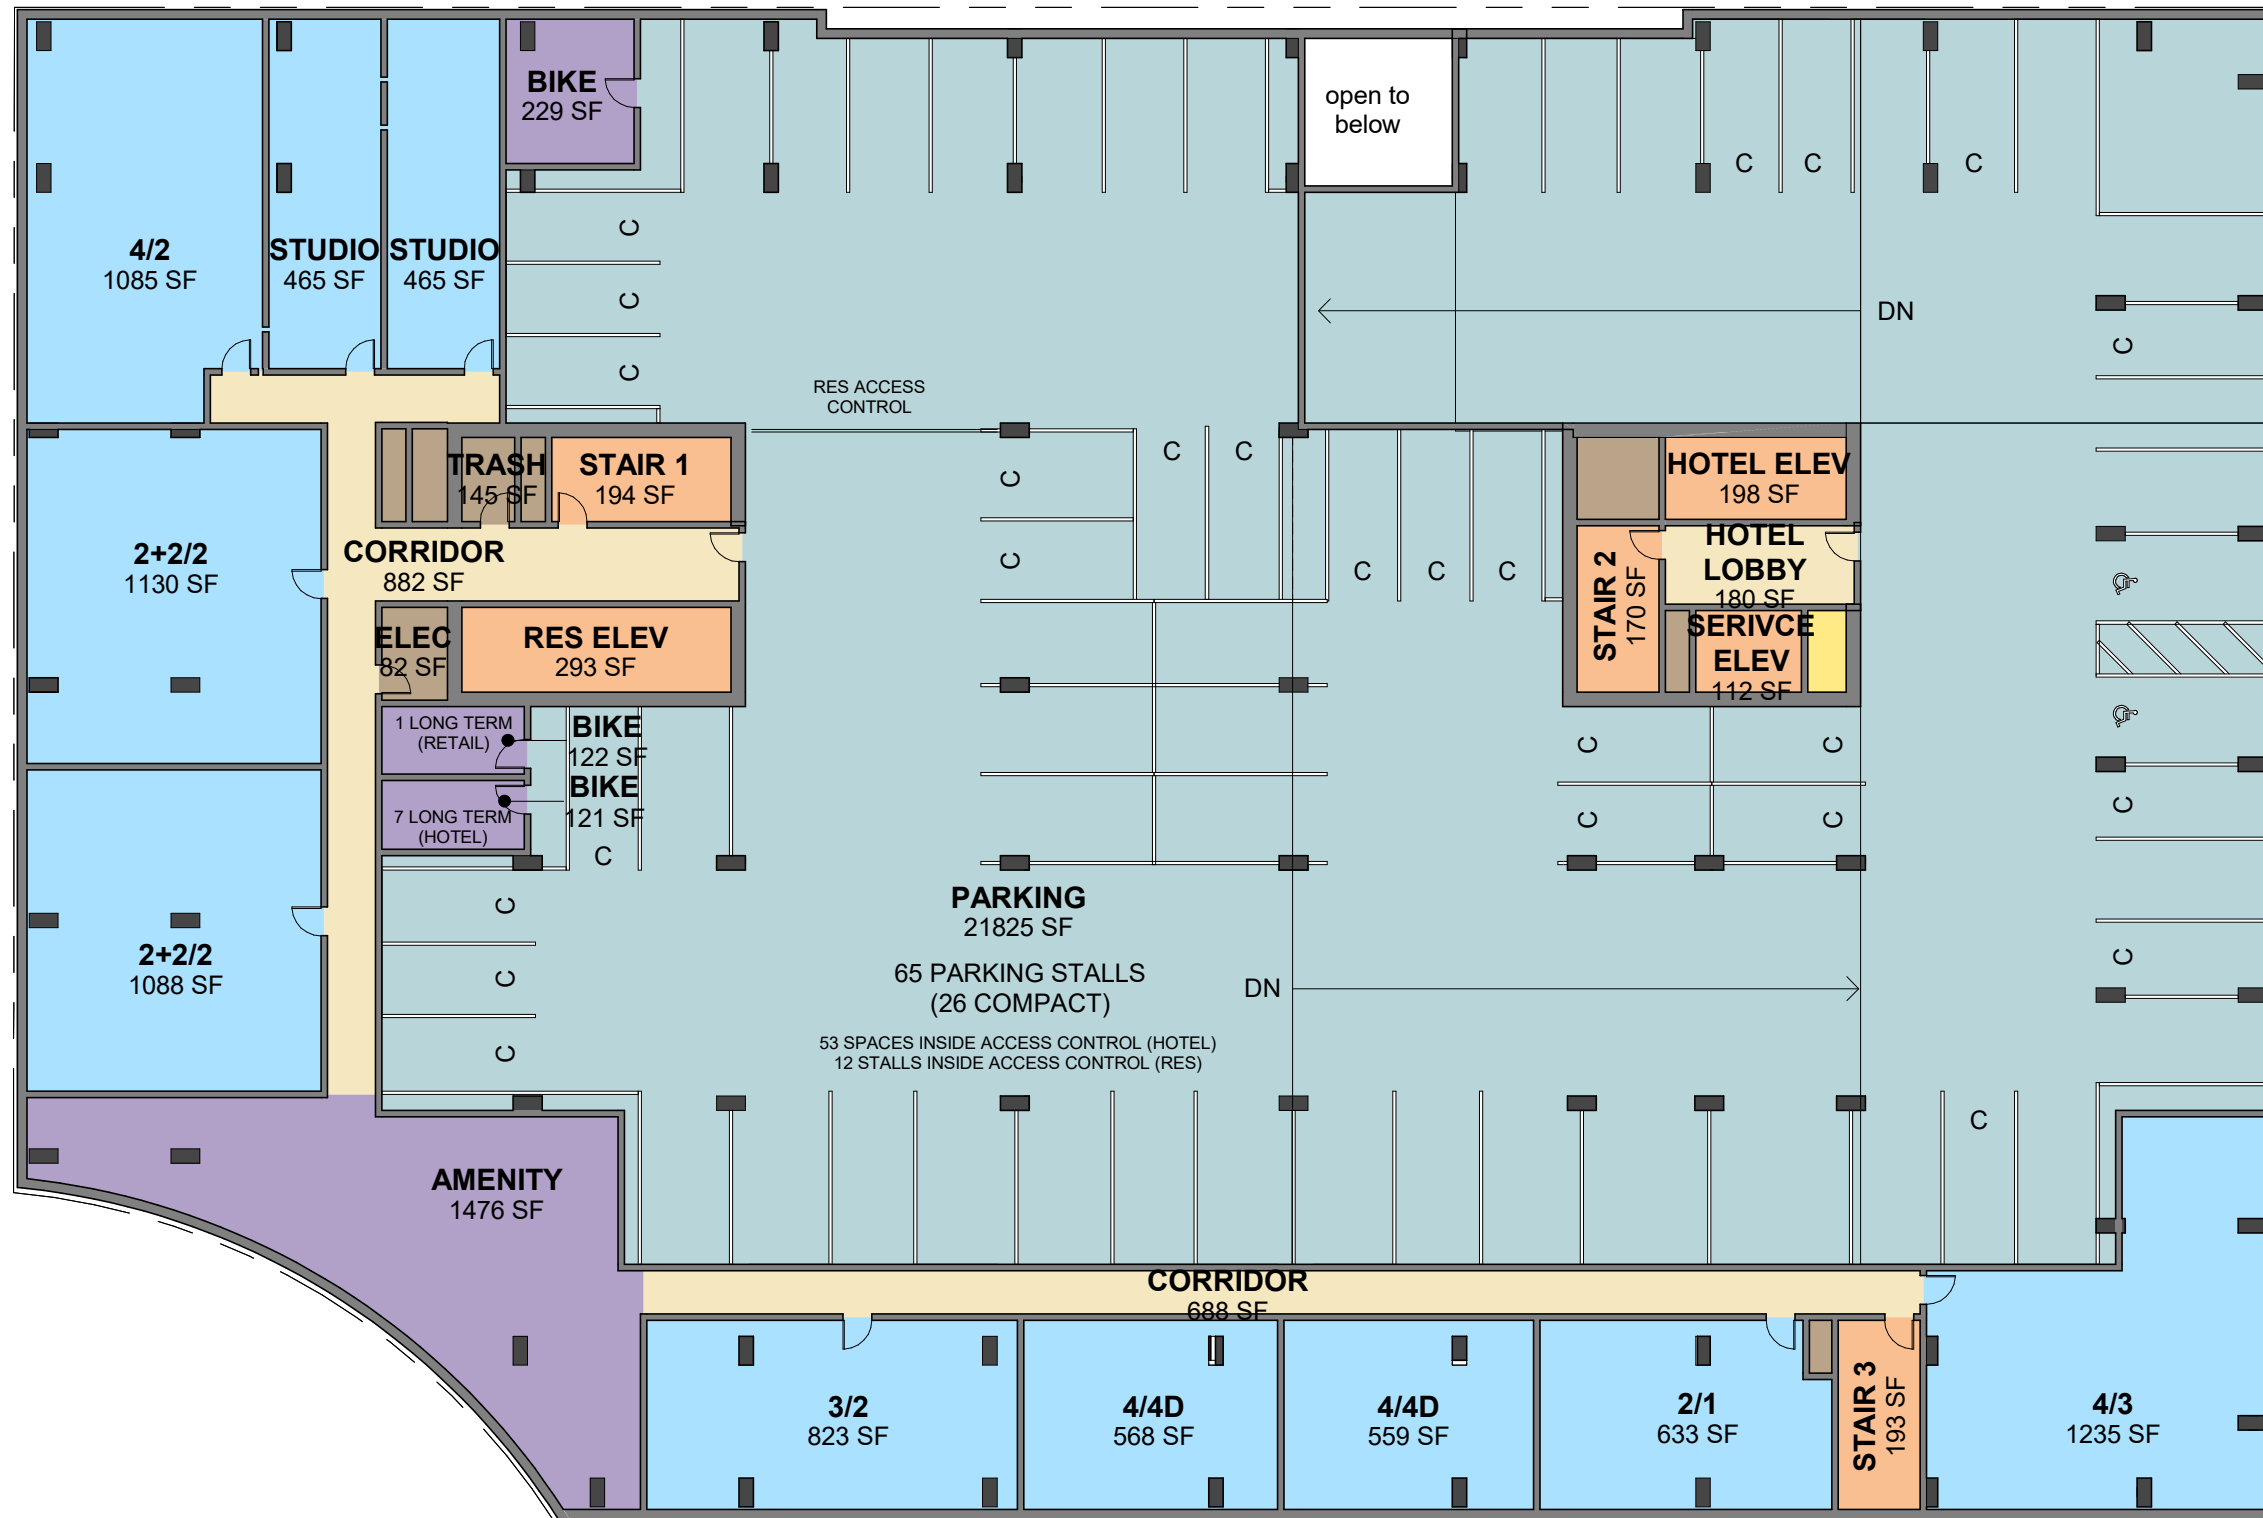 BIKE
229 SF
open to
below
C
C
C
4/2
1085 SF
STUDIO
465 SF
STUDIO
465 SF
C
C
C
DN
C
RES ACCESS
CONTROL
TRASH
145 SF
STAIR 1
194 SF
C
C
C
C
HOTEL ELEV
198 SF
2+2/2
1130 SF
CORRIDOR
882 SF
C
C
C
STAIR 2
170 SF
HOTEL
LOBBY
180 SF
ELEC
82 SF
RES ELEV
293 SF
SERIVCE
ELEV
112 SF
1 LONG TERM
(RETAIL)
BIKE
122 SF
7 LONG TERM
(HOTEL)
BIKE
121 SF
C
C
C
C
C
C
C
C
C
C
2+2/2
1088 SF
PARKING
21825 SF
65 PARKING STALLS
(26 COMPACT)
53 SPACES INSIDE ACCESS CONTROL (HOTEL)
12 STALLS INSIDE ACCESS CONTROL (RES)
DN
C
AMENITY
1476 SF
CORRIDOR
688 SF
3/2
823 SF
4/4D
568 SF
4/4D
559 SF
2/1
633 SF
STAIR 3
193 SF
4/3
1235 SF